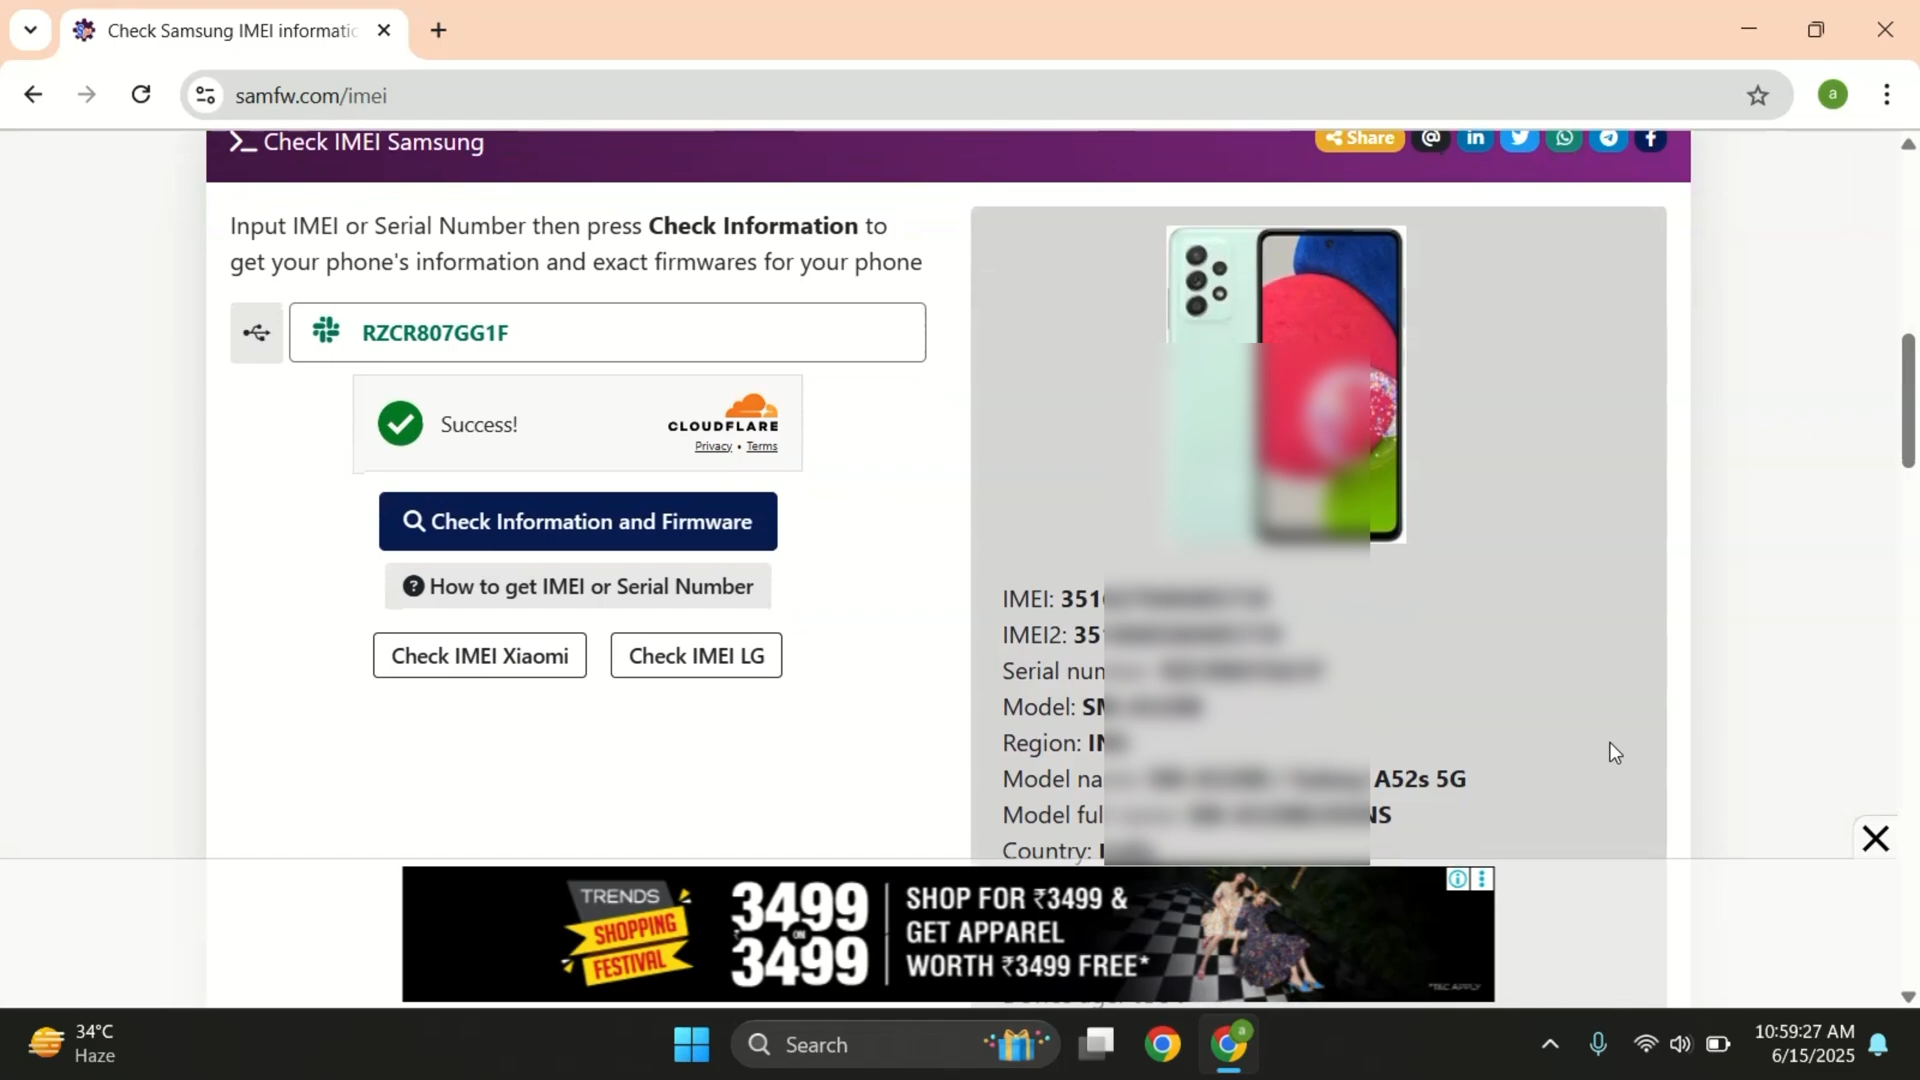 Check Samsung IMEI informatic
samfw.com/imei
a
Check IMEI Samsung
Share
Input IMEI or Serial Number then press Check Information to
get your phone's information and exact firmwares for your phone
RZCR807GG1F
Success!
CLOUDFLARE
Privacy • Terms
Check Information and Firmware
How to get IMEI or Serial Number
Check IMEI Xiaomi
Check IMEI LG
IMEI: 351
IMEI2: 35
Serial num
Model: SM
Region: IN
Model na
A52s 5G
Model ful
NS
Country:
TRENDS
SHOPPING
FESTIVAL
3499
ON
3499
SHOP FOR ₹3499 &
GET APPAREL
WORTH ₹3499 FREE*
*T&C APPLY
34°C
Haze
Search
10:59:27 AM
6/15/2025